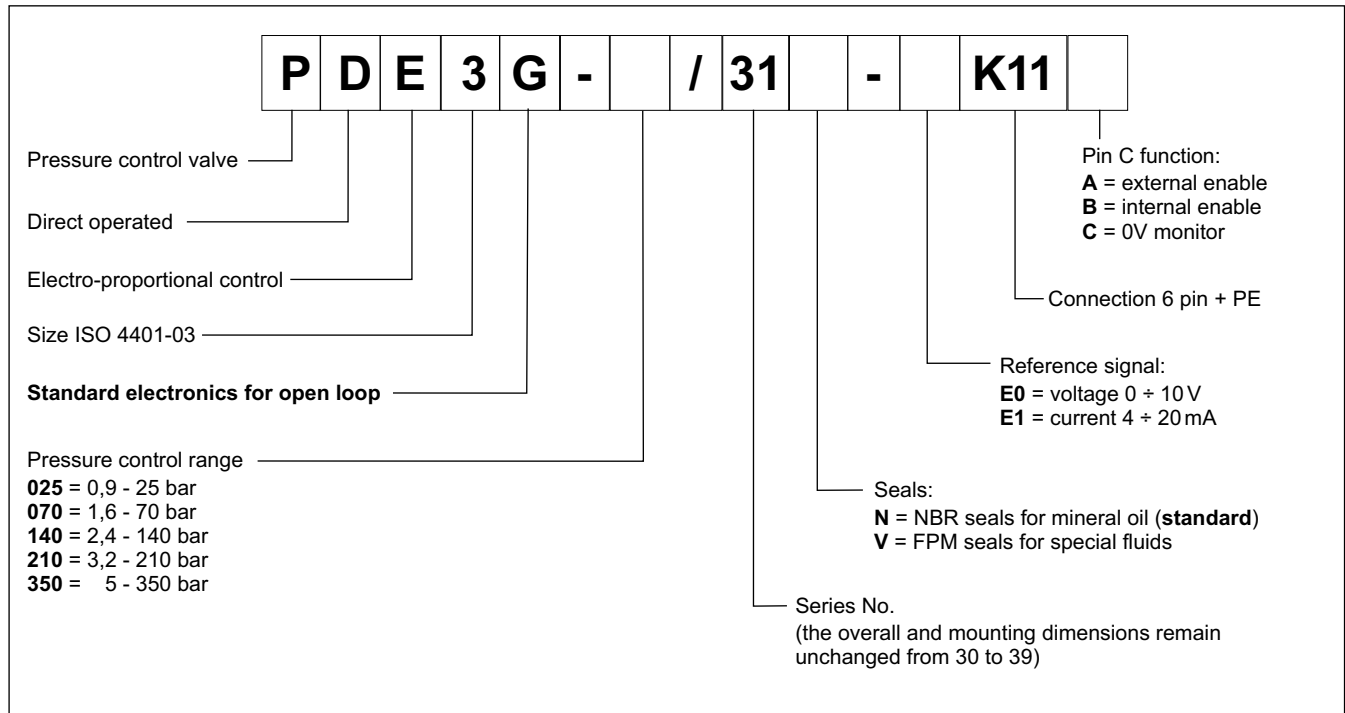 P D E 3 G - / 31 - K11
Pressure control valve
Direct operated
Electro-proportional control
Size ISO 4401-03
Standard electronics for open loop
Pressure control range
025 = 0,9 - 25 bar
070 = 1,6 - 70 bar
140 = 2,4 - 140 bar
210 = 3,2 - 210 bar
350 = 5 - 350 bar
Pin C function:
A = external enable
B = internal enable
C = 0V monitor
Connection 6 pin + PE
Reference signal:
E0 = voltage 0 ÷ 10 V
E1 = current 4 ÷ 20 mA
Seals:
N = NBR seals for mineral oil (standard)
V = FPM seals for special fluids
Series No.
(the overall and mounting dimensions remain
unchanged from 30 to 39)